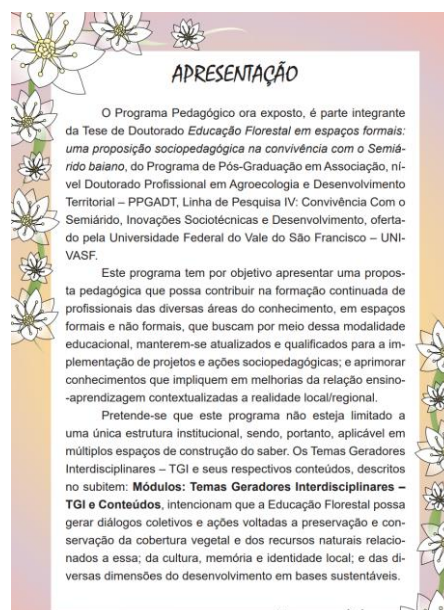 APRESENTAÇÃO
O Programa Pedagógico ora exposto, é parte integrante
da Tese de Doutorado Educação Florestal em espaços formais:
uma proposição sociopedagógica na convivência com o Semiá-
rido baiano, do Programa de Pós-Graduação em Associação, ní-
vel Doutorado Profissional em Agroecologia e Desenvolvimento
Territorial – PPGADT, Linha de Pesquisa IV: Convivência Com o
Semiárido, Inovações Sociotécnicas e Desenvolvimento, oferta-
do pela Universidade Federal do Vale do São Francisco – UNI-
VASF.
Este programa tem por objetivo apresentar uma propos-
ta pedagógica que possa contribuir na formação continuada de
profissionais das diversas áreas do conhecimento, em espaços
formais e não formais, que buscam por meio dessa modalidade
educacional, manterem-se atualizados e qualificados para a im-
plementação de projetos e ações sociopedagógicas; e aprimorar
conhecimentos que impliquem em melhorias da relação ensino-
-aprendizagem contextualizadas a realidade local/regional.
Pretende-se que este programa não esteja limitado a
uma única estrutura institucional, sendo, portanto, aplicável em
múltiplos espaços de construção do saber. Os Temas Geradores
Interdisciplinares – TGI e seus respectivos conteúdos, descritos
no subitem: Módulos: Temas Geradores Interdisciplinares –
TGI e Conteúdos, intencionam que a Educação Florestal possa
gerar diálogos coletivos e ações voltadas a preservação e con-
servação da cobertura vegetal e dos recursos naturais relacio-
nados a essa; da cultura, memória e identidade local; e das di-
versas dimensões do desenvolvimento em bases sustentáveis.